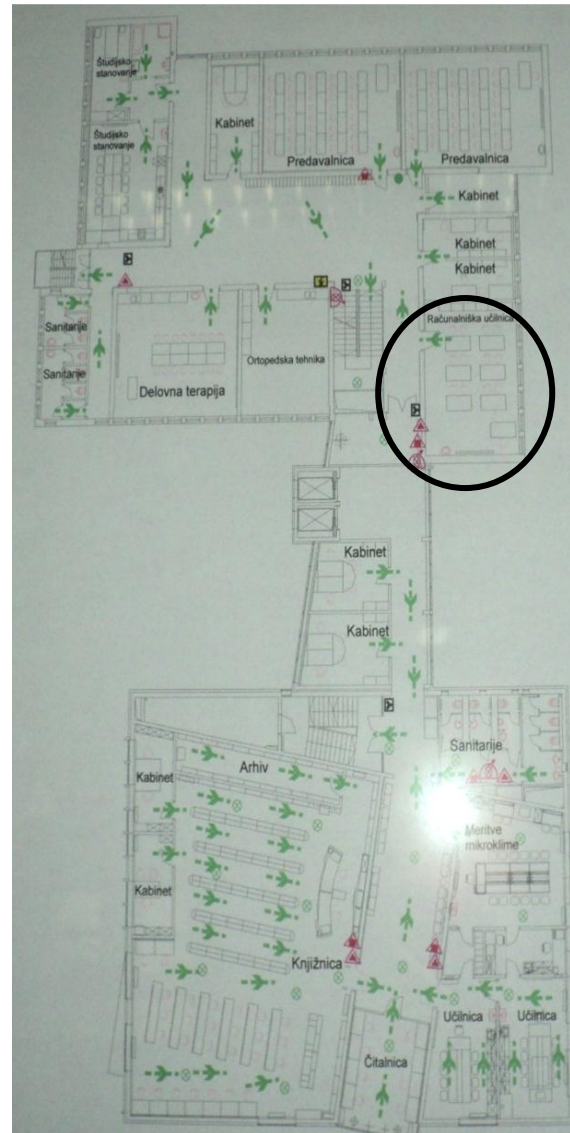 Študijsko
stanovanje
Študijsko
stanovanje
Kabinet
Predavalnica
Predavalnica
Kabinet
Kabinet
Kabinet
Računalniška učilnica
Sanitarije
Sanitarije
Delovna terapija
Ortopedska tehnika
Kabinet
Kabinet
Sanitarije
Arhiv
Kabinet
Kabinet
Meritve
mikroklime
Knjižnica
Učilnica
Učilnica
Čitalnica